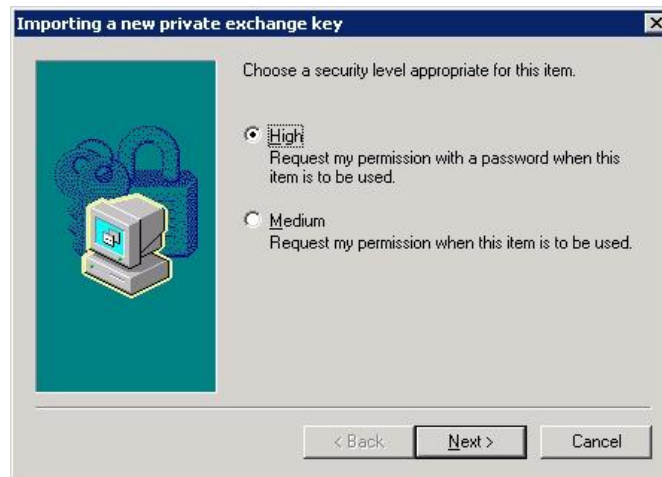 Importing a new private exchange key
Choose a security level appropriate for this item.
High
Request my permission with a password when this
item is to be used.
Medium
Request my permission when this item is to be used.
< Back
Next >
Cancel